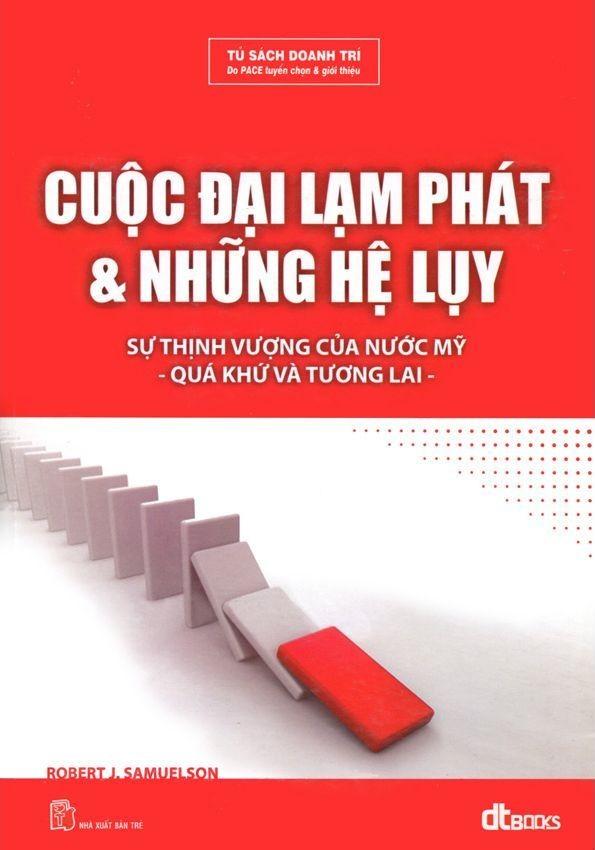 TỦ SÁCH DOANH TRÍ
Do PACE tuyển chọn & giới thiệu
CUỘC ĐẠI LẠM PHÁT
& NHỮNG HỆ LỤY
SỰ THỊNH VƯỢNG CỦA NƯỚC MỸ
- QUÁ KHỨ VÀ TƯƠNG LAI -
ROBERT J. SAMUELSON
NHÀ XUẤT BẢN TRẺ
dtBOOKS